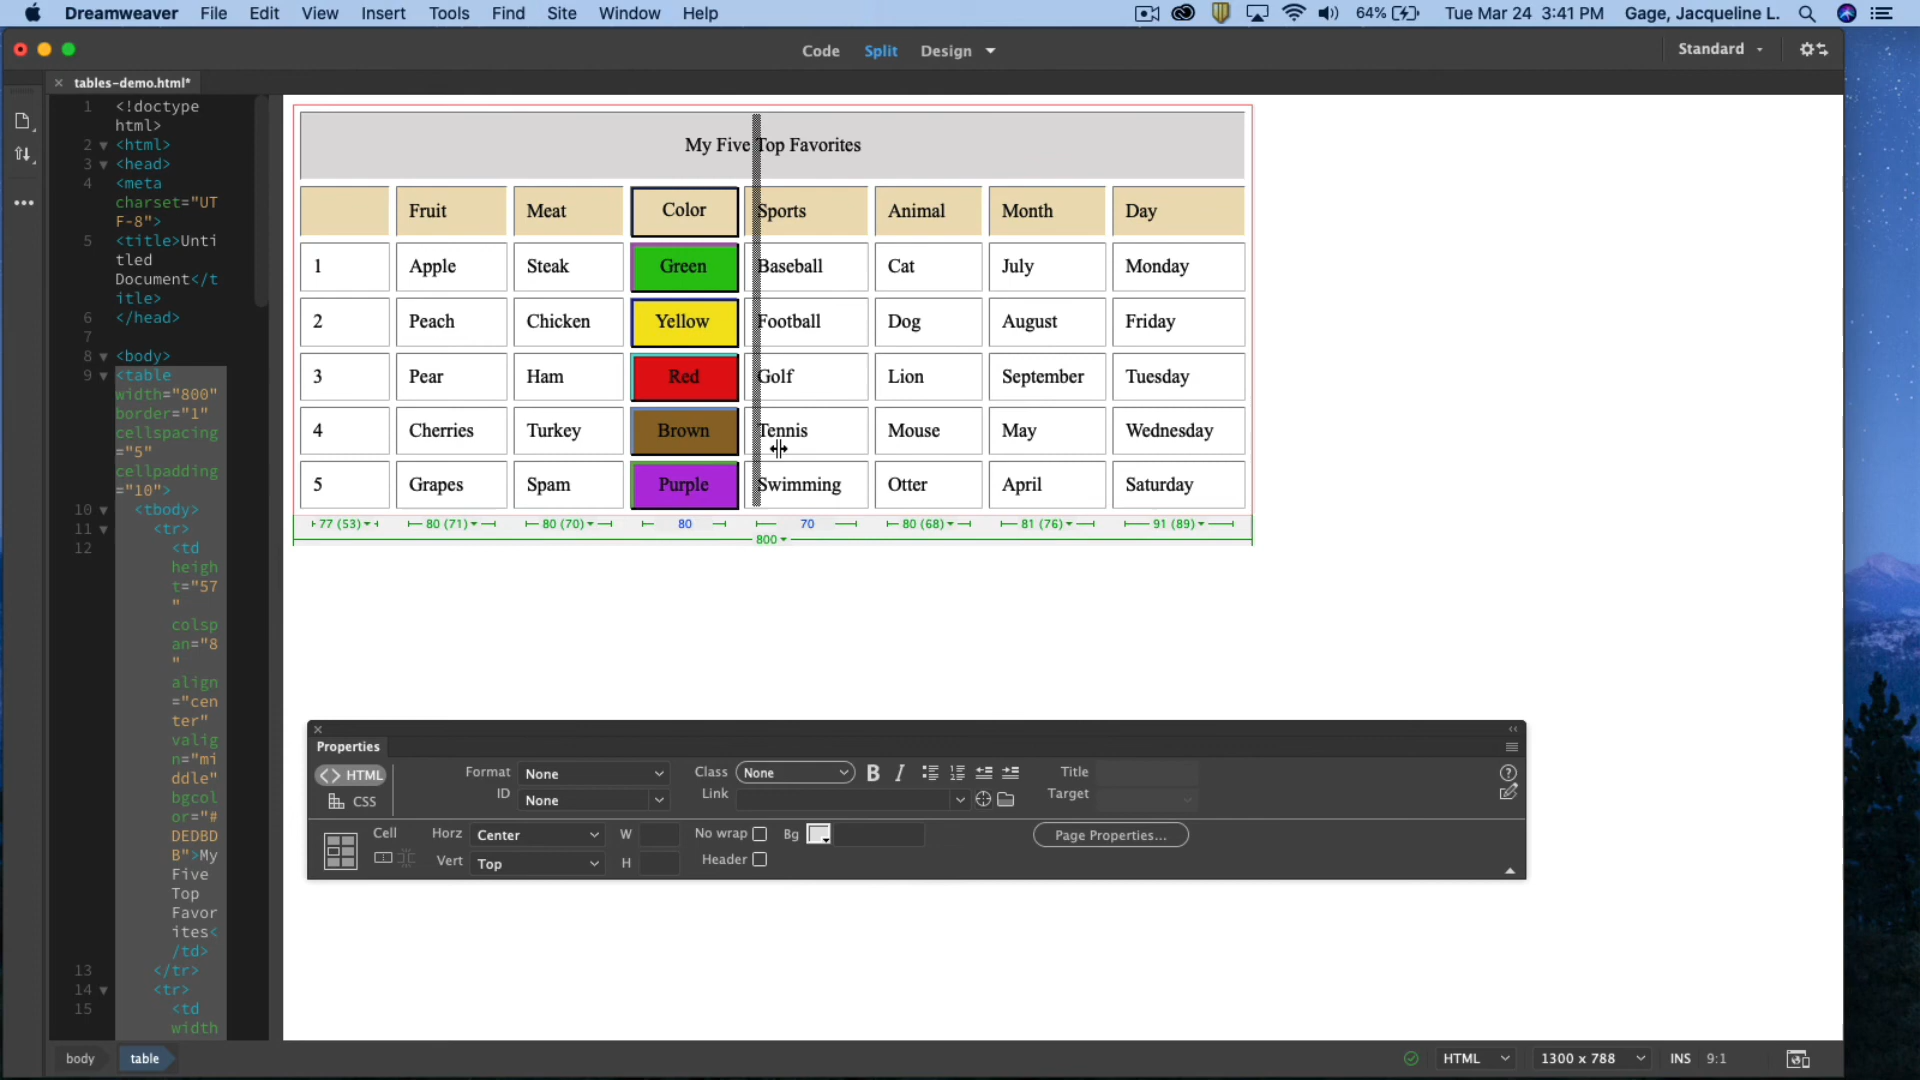 Dreamweaver File Edit View Insert Tools Find Site Window Help 64% Tue Mar 24 3:41 PM Gage, Jacqueline L.
Code Split Design Standard
tables-demo.html*
1 <!doctype
html>
2 <html>
3 <head>
4 <meta
charset="UT
F-8">
5 <title>Unti
tled
Document</t
itle>
6 </head>
7
8 <body>
9 <table
width="800"
border="1"
cellspacing
="5"
cellpadding
="10">
10 <tbody>
11 <tr>
12 <td
heigh
t="57
"
colsp
an="8
"
align
="cen
ter"
valig
n="mi
ddle"
bgcol
or="#
DEDBD
B">My
Five
Top
Favor
ites<
/td>
13 </tr>
14 <tr>
15 <td
width
My Five Top Favorites
Fruit Meat Color Sports Animal Month Day
1 Apple Steak Green Baseball Cat July Monday
2 Peach Chicken Yellow Football Dog August Friday
3 Pear Ham Red Golf Lion September Tuesday
4 Cherries Turkey Brown Tennis Mouse May Wednesday
5 Grapes Spam Purple Swimming Otter April Saturday
77 (53) 80 (71) 80 (70) 80 70 80 (68) 81 (76) 91 (89)
800
Properties
<> HTML Format None Class None B I Title
CSS ID None Link Target
Cell Horz Center W No wrap Bg Page Properties...
Vert Top H Header
body table HTML 1300 x 788 INS 9:1